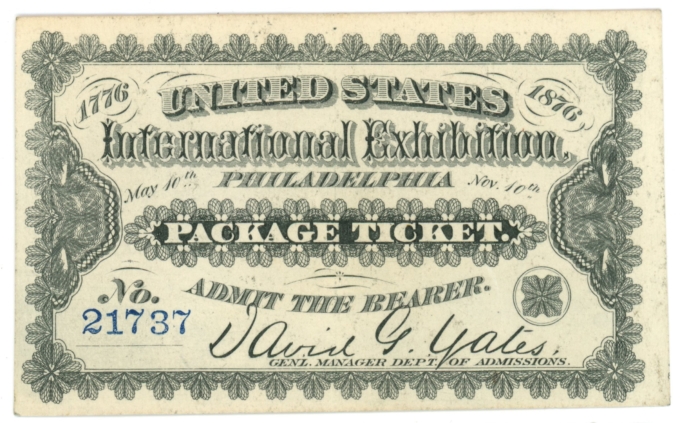 1776 UNITED STATES 1876
International Exhibition.
May 10th PHILADELPHIA Nov. 10th
PACKAGE TICKET.
No. ADMIT THE BEARER.
21737
David G. Yates,
GENL. MANAGER DEPT. OF ADMISSIONS.